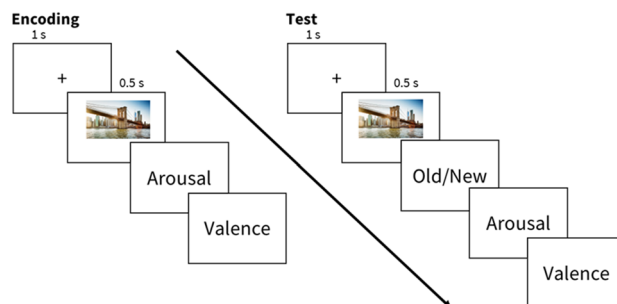 Encoding
1 s
+
0.5 s
Arousal
Valence
Test
1 s
+
0.5 s
Old/New
Arousal
Valence